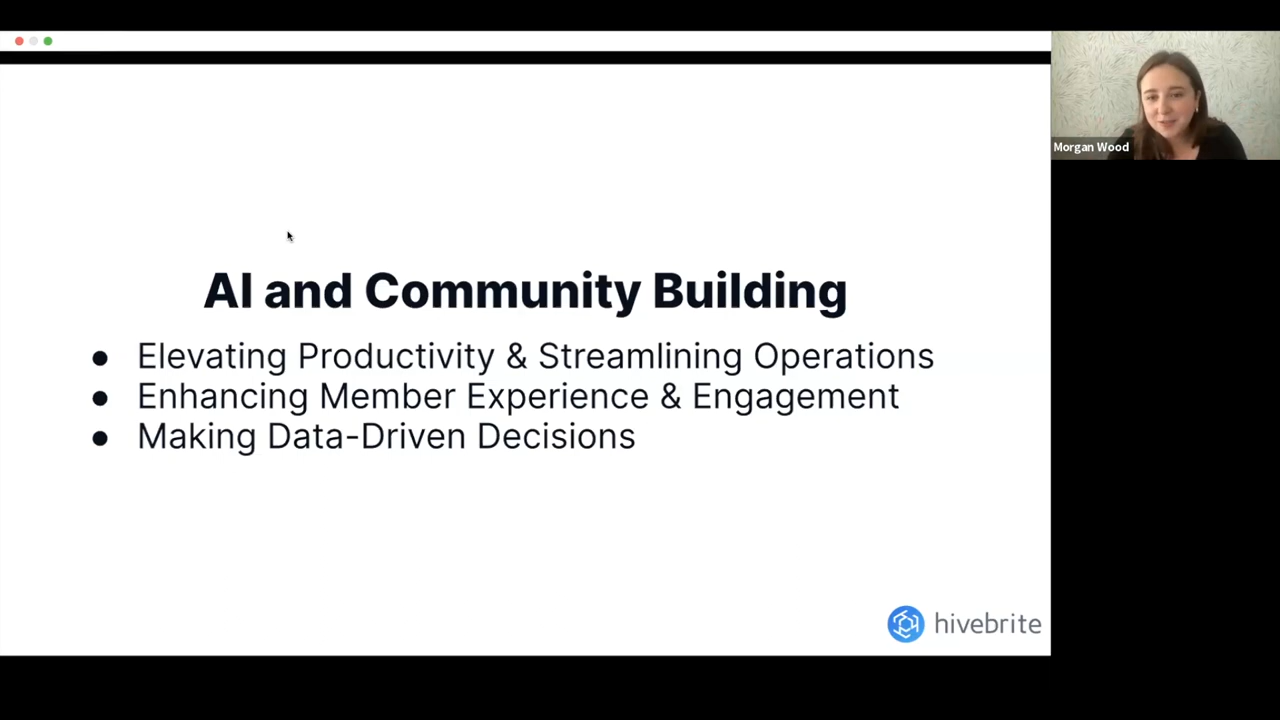 Morgan Wood
AI and Community Building
● Elevating Productivity & Streamlining Operations
● Enhancing Member Experience & Engagement
● Making Data-Driven Decisions
hivebrite